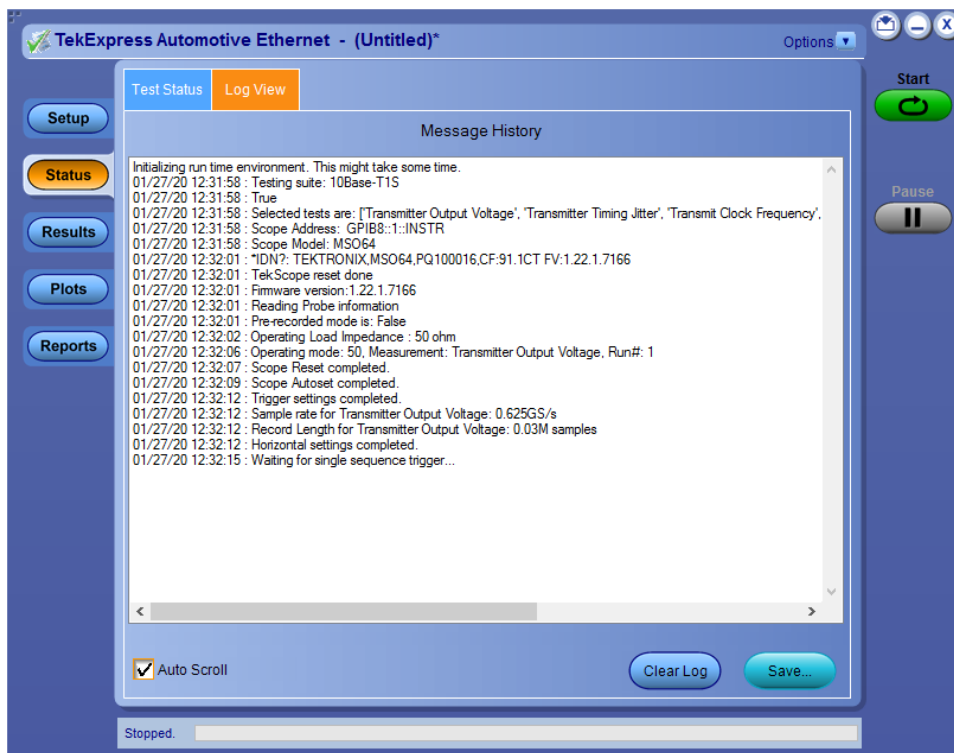 TekExpress Automotive Ethernet - (Untitled)*
Options
Start
Pause
Setup
Status
Results
Plots
Reports
Test Status
Log View
Message History
Initializing run time environment. This might take some time.
01/27/20 12:31:58 : Testing suite: 10Base-T1S
01/27/20 12:31:58 : True
01/27/20 12:31:58 : Selected tests are: ['Transmitter Output Voltage', 'Transmitter Timing Jitter', 'Transmit Clock Frequency',
01/27/20 12:31:58 : Scope Address: GPIB8::1::INSTR
01/27/20 12:31:58 : Scope Model: MSO64
01/27/20 12:32:01 : *IDN?: TEKTRONIX,MSO64,PQ100016,CF:91.1CT FV:1.22.1.7166
01/27/20 12:32:01 : TekScope reset done
01/27/20 12:32:01 : Firmware version:1.22.1.7166
01/27/20 12:32:01 : Reading Probe information
01/27/20 12:32:01 : Pre-recorded mode is: False
01/27/20 12:32:02 : Operating Load Impedance : 50 ohm
01/27/20 12:32:06 : Operating mode: 50, Measurement: Transmitter Output Voltage, Run#: 1
01/27/20 12:32:07 : Scope Reset completed.
01/27/20 12:32:09 : Scope Autoset completed.
01/27/20 12:32:12 : Trigger settings completed.
01/27/20 12:32:12 : Sample rate for Transmitter Output Voltage: 0.625GS/s
01/27/20 12:32:12 : Record Length for Transmitter Output Voltage: 0.03M samples
01/27/20 12:32:12 : Horizontal settings completed.
01/27/20 12:32:15 : Waiting for single sequence trigger...
Auto Scroll
Clear Log
Save...
Stopped.